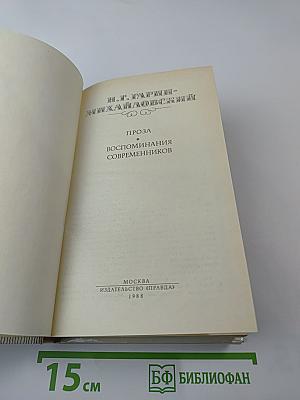 Н. Г. ГАРИН-
МИХАЙЛОВСКИЙ
ПРОЗА
ВОСПОМИНАНИЯ
СОВРЕМЕННИКОВ
МОСКВА
ИЗДАТЕЛЬСТВО «ПРАВДА»
1988
15 см
БФ БИБЛИОФАН